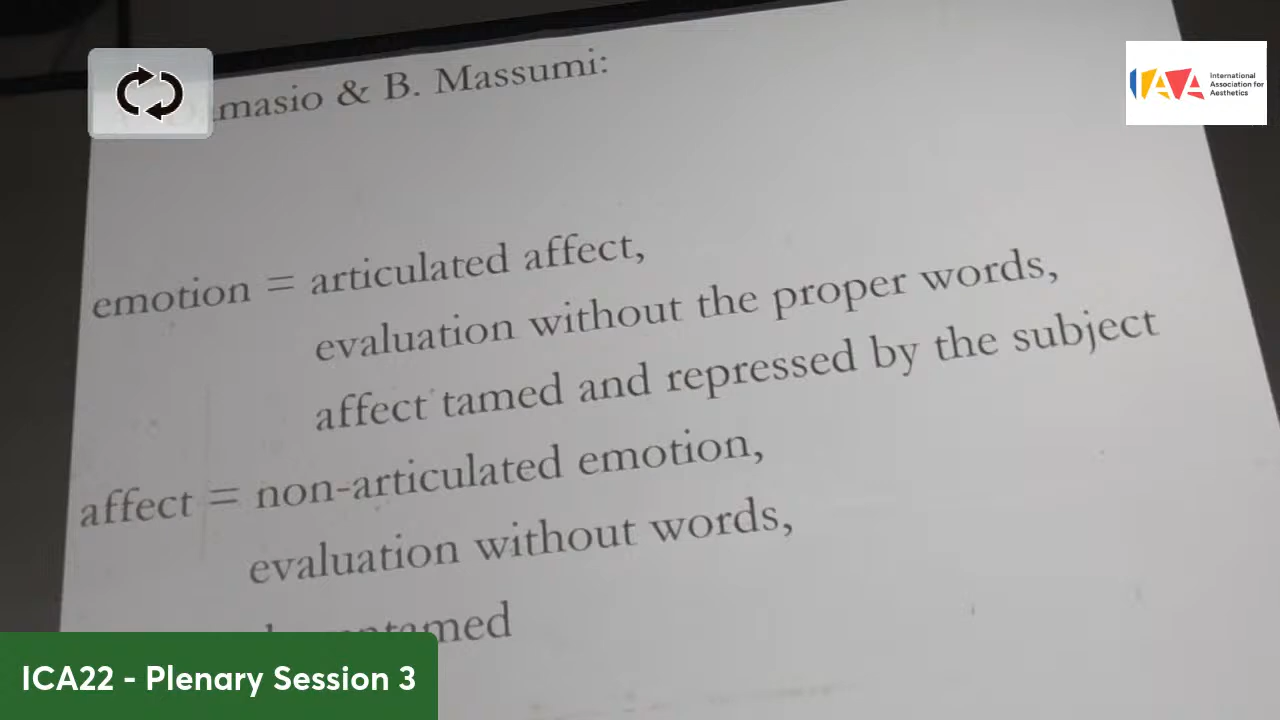 & B. Massumi:
International
Association for
Aesthetics
emotion = articulated affect,
evaluation without the proper words,
affect tamed and repressed by the subject
affect = non-articulated emotion,
evaluation without words,
ICA22 - Plenary Session 3